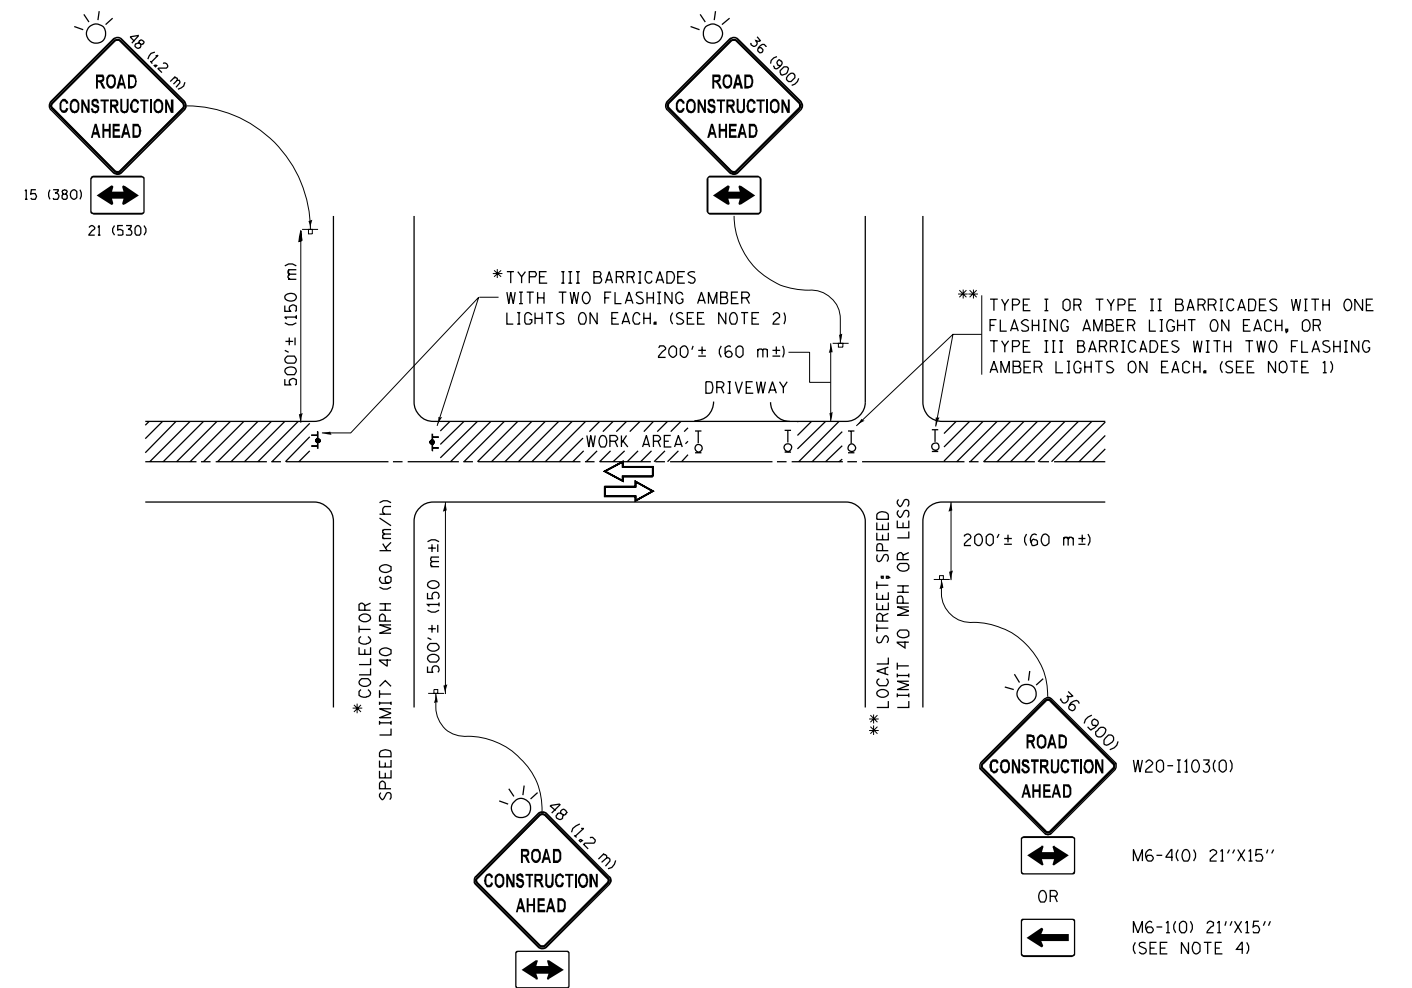 48 (1.2 m)
ROAD
CONSTRUCTION
AHEAD
15 (380)
21 (530)
36 (900)
ROAD
CONSTRUCTION
AHEAD
500'± (150 m)
*TYPE III BARRICADES
WITH TWO FLASHING AMBER
LIGHTS ON EACH. (SEE NOTE 2)
200'± (60 m±)
DRIVEWAY
** TYPE I OR TYPE II BARRICADES WITH ONE
FLASHING AMBER LIGHT ON EACH, OR
TYPE III BARRICADES WITH TWO FLASHING
AMBER LIGHTS ON EACH. (SEE NOTE 1)
WORK AREA
* COLLECTOR
SPEED LIMIT> 40 MPH (60 km/h)
500'± (150 m±)
** LOCAL STREET; SPEED
LIMIT 40 MPH OR LESS
200'± (60 m±)
48 (1.2 m)
ROAD
CONSTRUCTION
AHEAD
36 (900)
ROAD
CONSTRUCTION
AHEAD
W20-I103(O)
M6-4(O) 21''X15''
OR
M6-1(O) 21''X15''
(SEE NOTE 4)